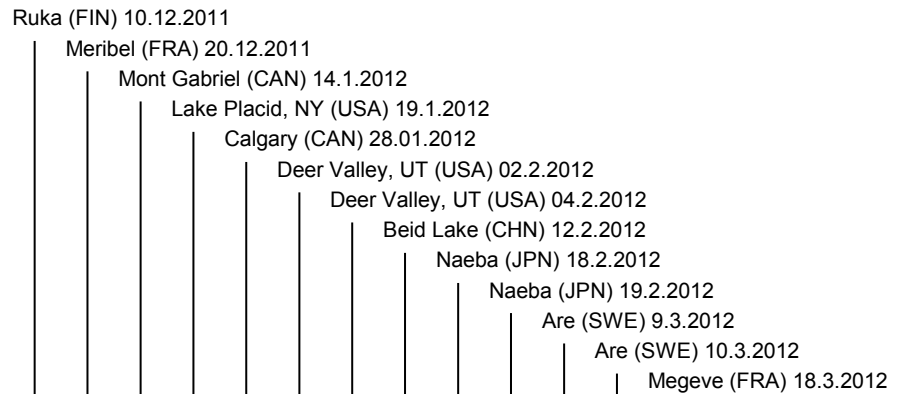 Ruka (FIN) 10.12.2011
Meribel (FRA) 20.12.2011
Mont Gabriel (CAN) 14.1.2012
Lake Placid, NY (USA) 19.1.2012
Calgary (CAN) 28.01.2012
Deer Valley, UT (USA) 02.2.2012
Deer Valley, UT (USA) 04.2.2012
Beid Lake (CHN) 12.2.2012
Naeba (JPN) 18.2.2012
Naeba (JPN) 19.2.2012
Are (SWE) 9.3.2012
Are (SWE) 10.3.2012
Megeve (FRA) 18.3.2012